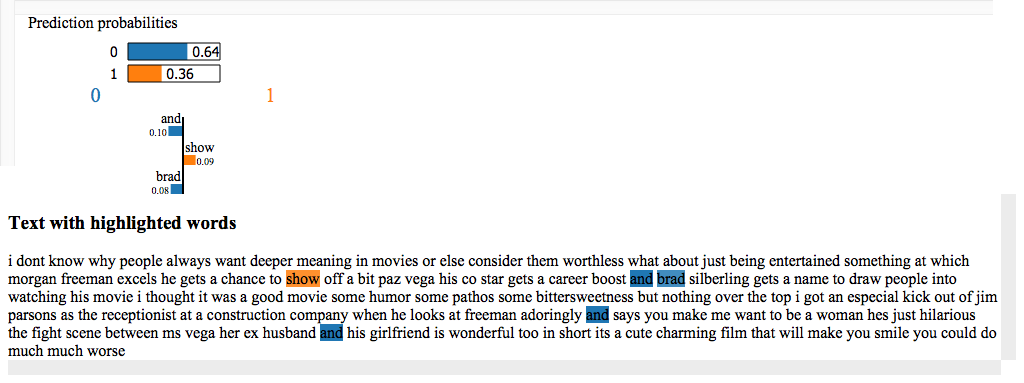 Prediction probabilities
0 0.64
1 0.36
0 1
and
0.10
show
0.09
brad
0.08
Text with highlighted words
i dont know why people always want deeper meaning in movies or else consider them worthless what about just being entertained something at which
morgan freeman excels he gets a chance to show off a bit paz vega his co star gets a career boost and brad silberling gets a name to draw people into
watching his movie i thought it was a good movie some humor some pathos some bittersweetness but nothing over the top i got an especial kick out of jim
parsons as the receptionist at a construction company when he looks at freeman adoringly and says you make me want to be a woman hes just hilarious
the fight scene between ms vega her ex husband and his girlfriend is wonderful too in short its a cute charming film that will make you smile you could do
much much worse